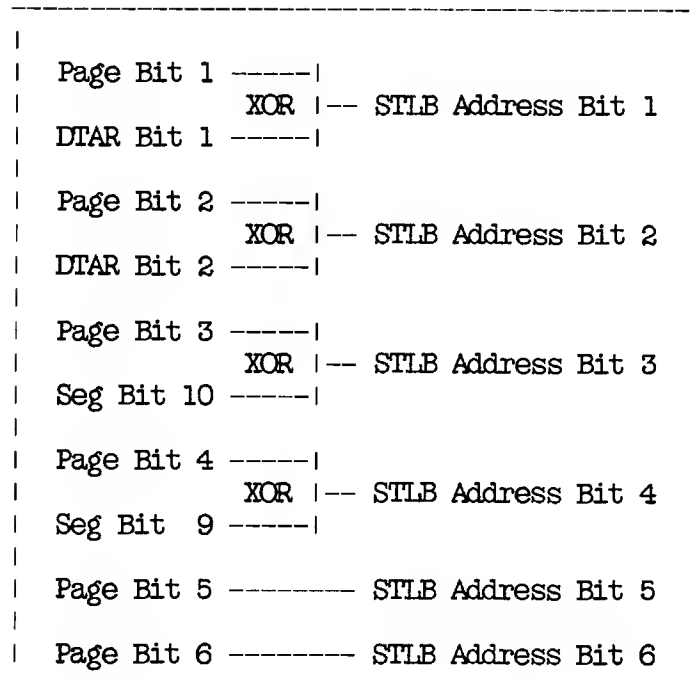 Page Bit 1 -----|
XOR |-- STLB Address Bit 1
DTAR Bit 1 -----|
Page Bit 2 -----|
XOR |-- STLB Address Bit 2
DTAR Bit 2 -----|
Page Bit 3 -----|
XOR |-- STLB Address Bit 3
Seg Bit 10 -----|
Page Bit 4 -----|
XOR |-- STLB Address Bit 4
Seg Bit 9 -----|
Page Bit 5 -------- STLB Address Bit 5
Page Bit 6 -------- STLB Address Bit 6